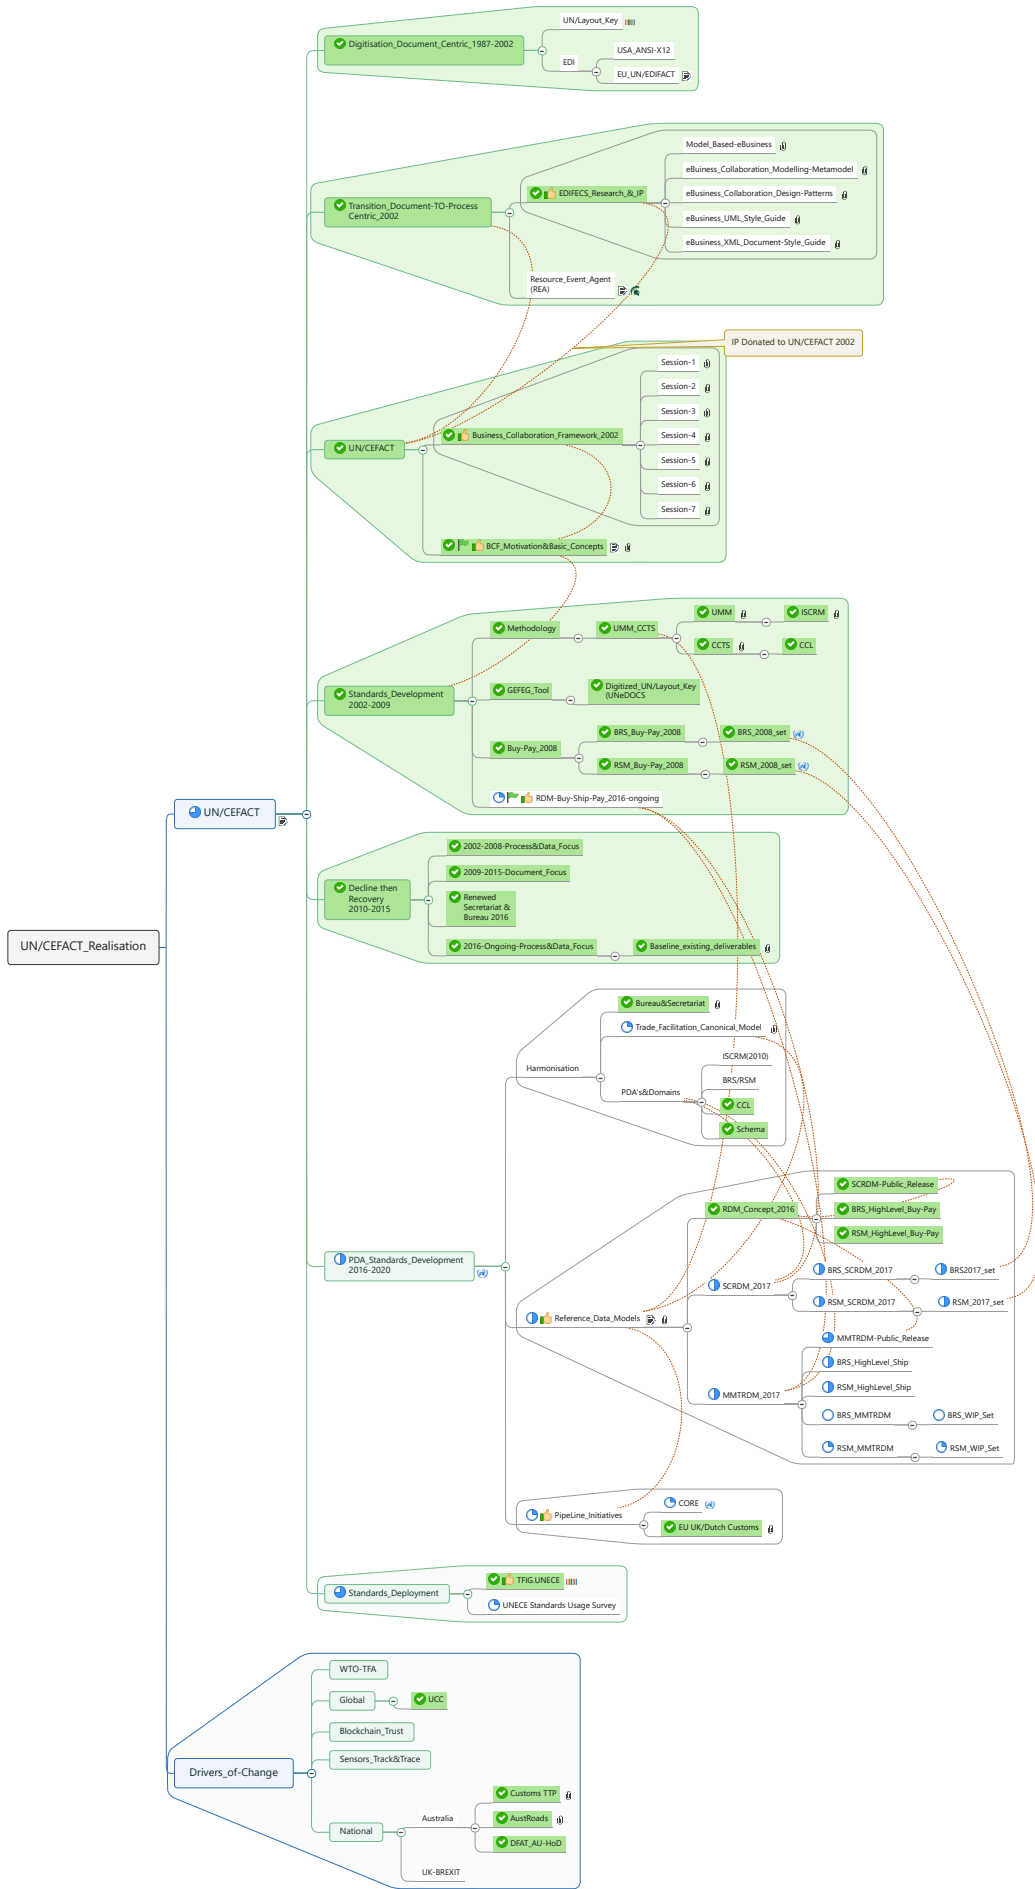 UN/Layout_Key
Digitisation_Document_Centric_1987-2002
EDI
USA_ANSI-X12
EU_UN/EDIFACT
Model_Based-eBusiness
eBuiness_Collaboration_Modelling-Metamodel
EDIFECS_Research_&_IP
eBusiness_Collaboration_Design-Patterns
Transition_Document-TO-Process
Centric_2002
eBusiness_UML_Style_Guide
eBusiness_XML_Document-Style_Guide
Resource_Event_Agent
(REA)
IP Donated to UN/CEFACT 2002
Session-1
Session-2
Session-3
Business_Collaboration_Framework_2002
Session-4
UN/CEFACT
Session-5
Session-6
Session-7
BCF_Motivation&Basic_Concepts
Methodology
UMM_CCTS
UMM
ISCRM
CCTS
CCL
Standards_Development
2002-2009
GEFEG_Tool
Digitized_UN/Layout_Key
(UNeDOCS
Buy-Pay_2008
BRS_Buy-Pay_2008
BRS_2008_set
RSM_Buy-Pay_2008
RSM_2008_set
RDM-Buy-Ship-Pay_2016-ongoing
UN/CEFACT
2002-2008-Process&Data_Focus
2009-2015-Document_Focus
Decline then
Recovery
2010-2015
Renewed
Secretariat &
Bureau 2016
2016-Ongoing-Process&Data_Focus
Baseline_existing_deliverables
UN/CEFACT_Realisation
Bureau&Secretariat
Trade_Facilitation_Canonical_Model
Harmonisation
ISCRM(2010)
PDA's&Domains
BRS/RSM
CCL
Schema
SCRDM-Public_Release
RDM_Concept_2016
BRS_HighLevel_Buy-Pay
RSM_HighLevel_Buy-Pay
PDA_Standards_Development
2016-2020
SCRDM_2017
BRS_SCRDM_2017
BRS2017_set
RSM_SCRDM_2017
RSM_2017_set
Reference_Data_Models
MMTRDM-Public_Release
BRS_HighLevel_Ship
RSM_HighLevel_Ship
MMTRDM_2017
BRS_MMTRDM
BRS_WIP_Set
RSM_MMTRDM
RSM_WIP_Set
PipeLine_Initiatives
CORE
EU UK/Dutch Customs
Standards_Deployment
TFIG.UNECE
UNECE Standards Usage Survey
WTO-TFA
Global
UCC
Blockchain_Trust
Sensors_Track&Trace
Drivers_of-Change
Customs TTP
Australia
AustRoads
National
DFAT_AU-HoD
UK-BREXIT